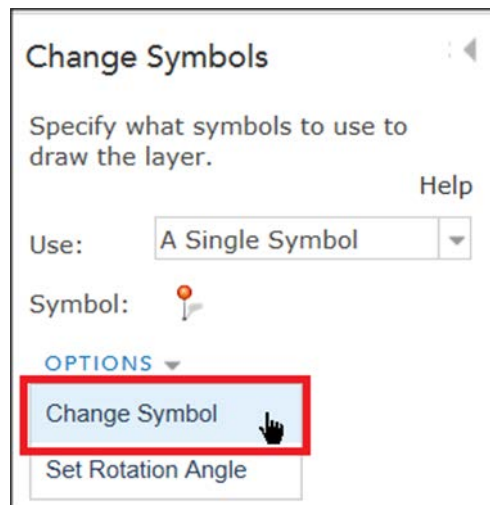 Change Symbols
Specify what symbols to use to
draw the layer.
Help
Use: A Single Symbol
Symbol:
OPTIONS
Change Symbol
Set Rotation Angle